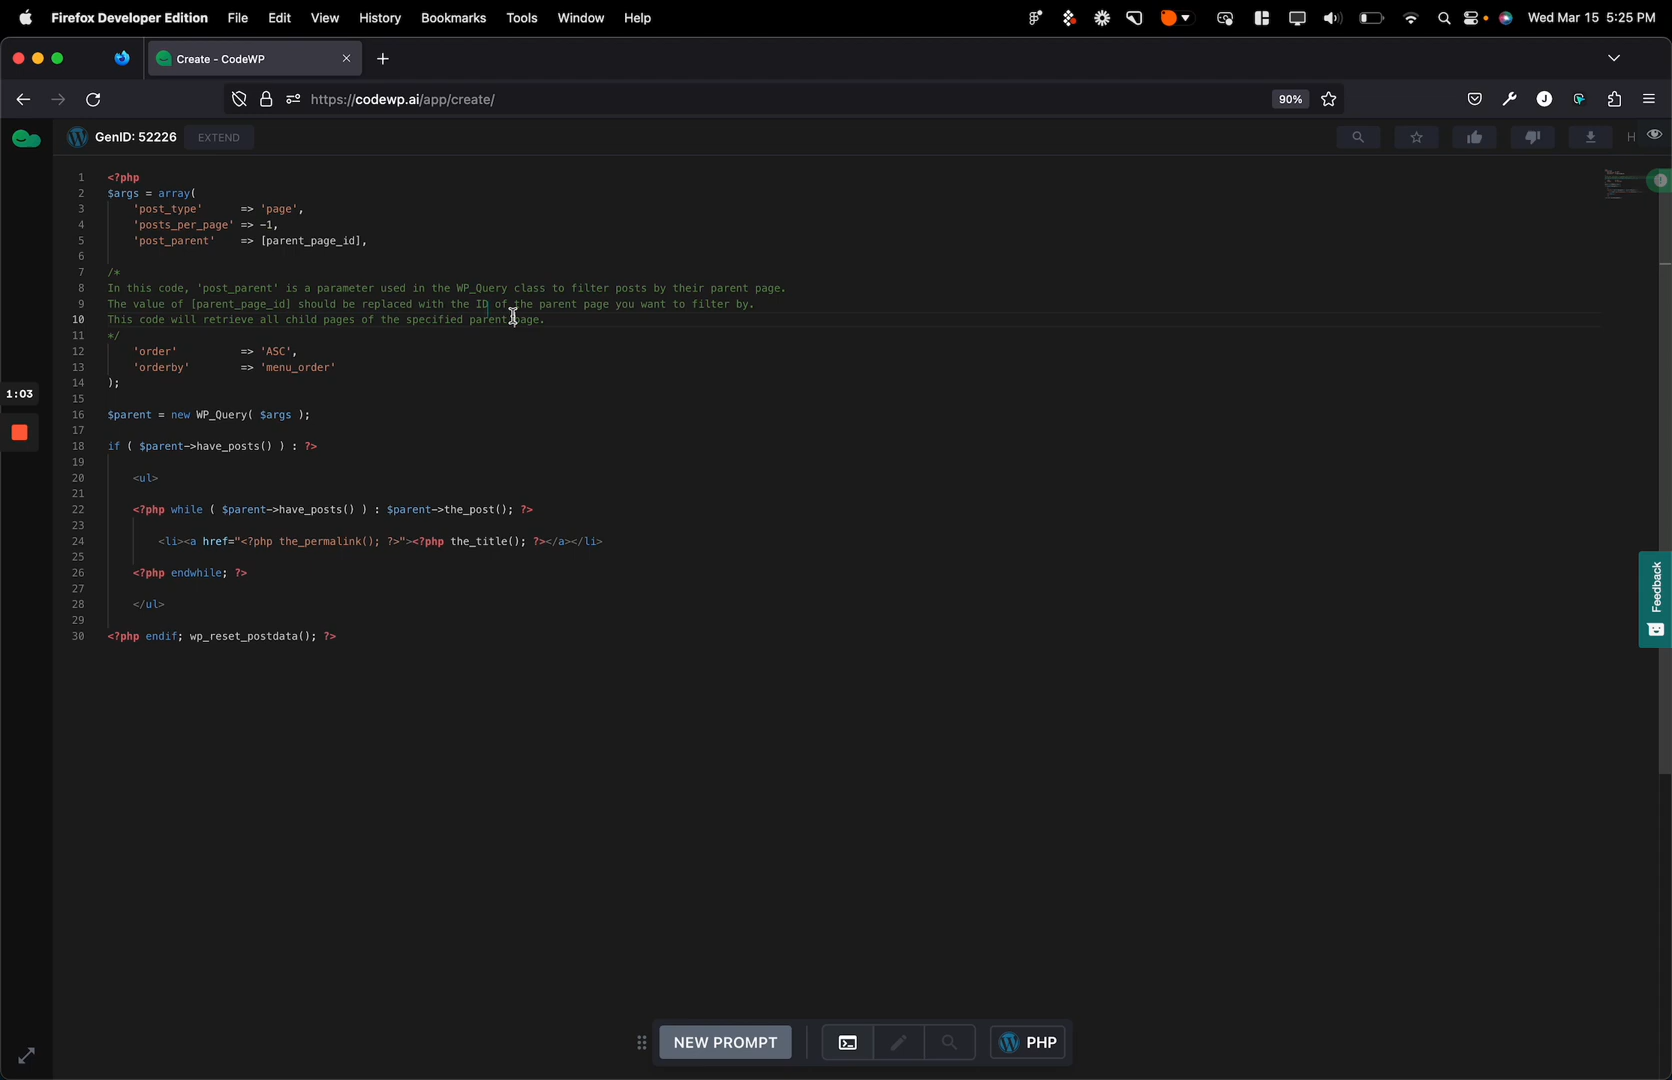 Firefox Developer Edition File Edit View History Bookmarks Tools Window Help Wed Mar 15 5:25 PM
Create - CodeWP
https://codewp.ai/app/create/ 90% J
GenID: 52226 EXTEND H
1 <?php
2 $args = array(
3 'post_type' => 'page',
4 'posts_per_page' => -1,
5 'post_parent' => [parent_page_id],
6
7 /*
8 In this code, 'post_parent' is a parameter used in the WP_Query class to filter posts by their parent page.
9 The value of [parent_page_id] should be replaced with the ID of the parent page you want to filter by.
10 This code will retrieve all child pages of the specified parent page.
11 */
12 'order' => 'ASC',
13 'orderby' => 'menu_order'
14 );
15
16 $parent = new WP_Query( $args );
17
18 if ( $parent->have_posts() ) : ?>
19
20 <ul>
21
22 <?php while ( $parent->have_posts() ) : $parent->the_post(); ?>
23
24 <li><a href="<?php the_permalink(); ?>"><?php the_title(); ?></a></li>
25
26 <?php endwhile; ?>
27
28 </ul>
29
30 <?php endif; wp_reset_postdata(); ?>
1:03
Feedback
NEW PROMPT PHP